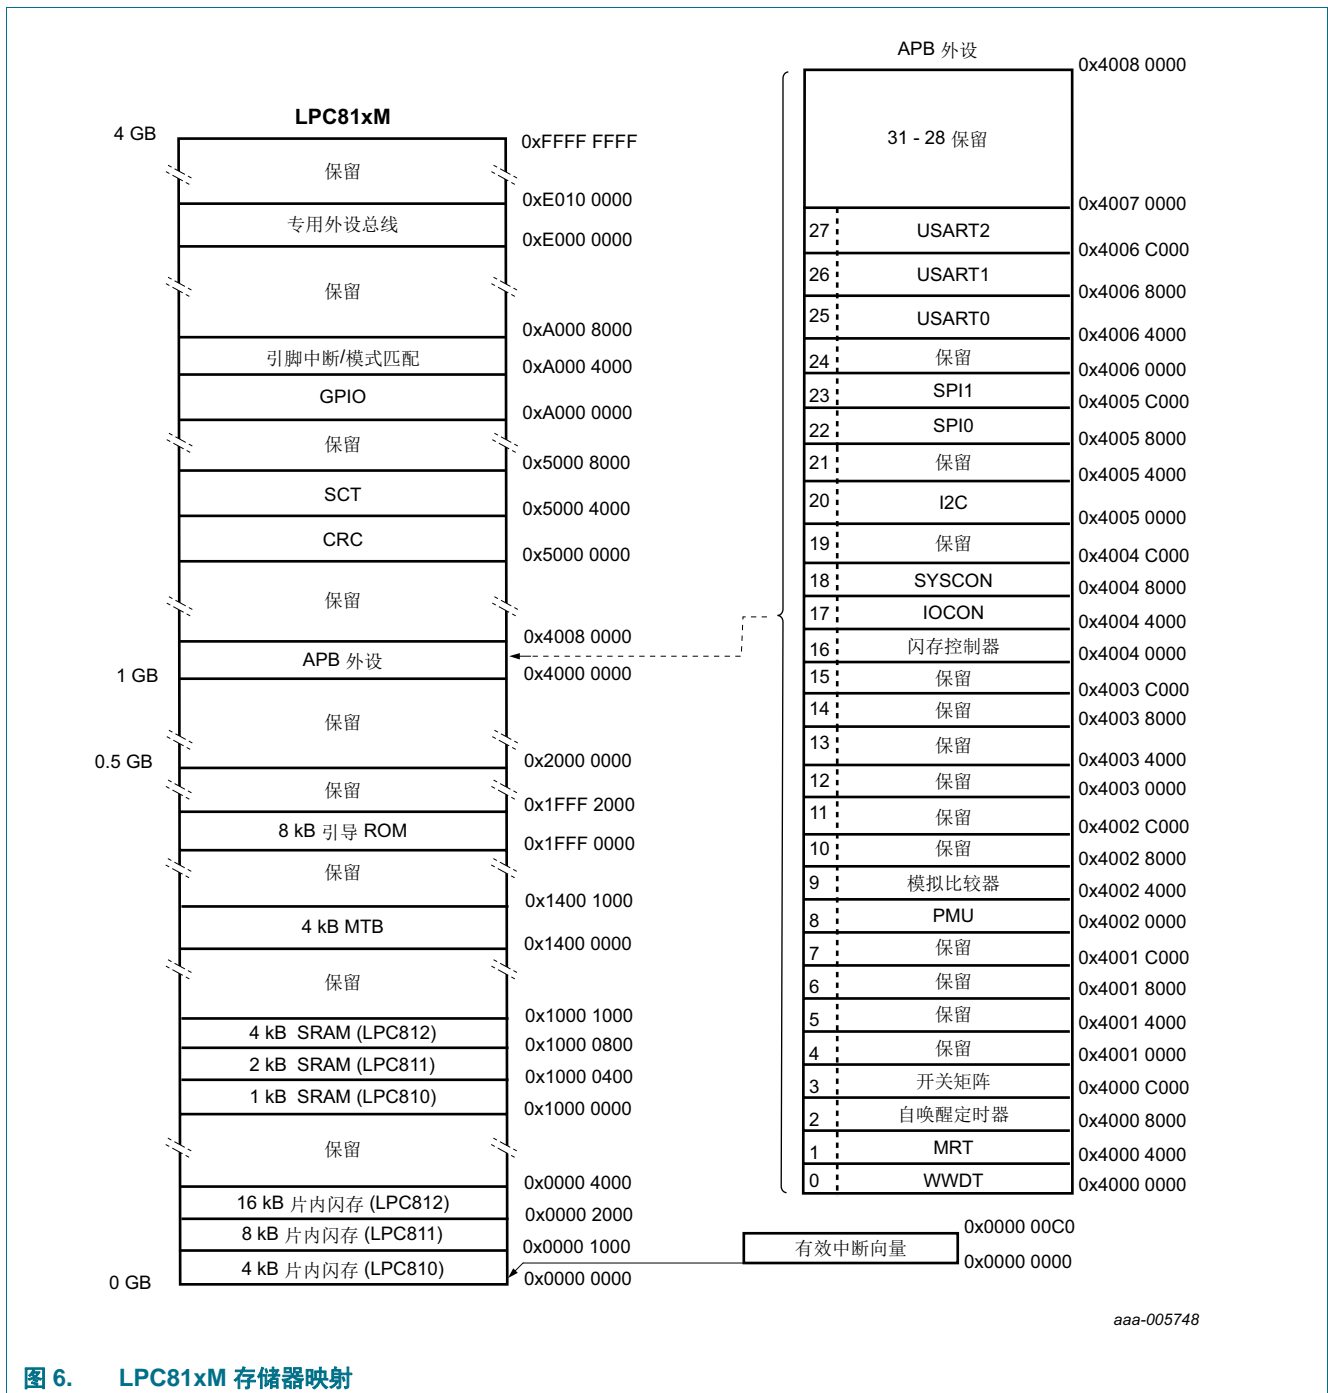 LPC81xM
4 GB
0xFFFF FFFF
保留
0xE010 0000
专用外设总线
0xE000 0000
保留
0xA000 8000
引脚中断/模式匹配
0xA000 4000
GPIO
0xA000 0000
保留
0x5000 8000
SCT
0x5000 4000
CRC
0x5000 0000
保留
0x4008 0000
APB 外设
0x4000 0000
1 GB
保留
0.5 GB
0x2000 0000
保留
0x1FFF 2000
8 kB 引导 ROM
0x1FFF 0000
保留
0x1400 1000
4 kB MTB
0x1400 0000
保留
0x1000 1000
4 kB SRAM (LPC812)
0x1000 0800
2 kB SRAM (LPC811)
0x1000 0400
1 kB SRAM (LPC810)
0x1000 0000
保留
0x0000 4000
16 kB 片内闪存 (LPC812)
0x0000 2000
8 kB 片内闪存 (LPC811)
0x0000 1000
4 kB 片内闪存 (LPC810)
0x0000 0000
0 GB
APB 外设
0x4008 0000
31 - 28 保留
0x4007 0000
27 USART2
0x4006 C000
26 USART1
0x4006 8000
25 USART0
0x4006 4000
24 保留
0x4006 0000
23 SPI1
0x4005 C000
22 SPI0
0x4005 8000
21 保留
0x4005 4000
20 I2C
0x4005 0000
19 保留
0x4004 C000
18 SYSCON
0x4004 8000
17 IOCON
0x4004 4000
16 闪存控制器
0x4004 0000
15 保留
0x4003 C000
14 保留
0x4003 8000
13 保留
0x4003 4000
12 保留
0x4003 0000
11 保留
0x4002 C000
10 保留
0x4002 8000
9 模拟比较器
0x4002 4000
8 PMU
0x4002 0000
7 保留
0x4001 C000
6 保留
0x4001 8000
5 保留
0x4001 4000
4 保留
0x4001 0000
3 开关矩阵
0x4000 C000
2 自唤醒定时器
0x4000 8000
1 MRT
0x4000 4000
0 WWDT
0x4000 0000
0x0000 00C0
有效中断向量
0x0000 0000
aaa-005748
图 6. LPC81xM 存储器映射